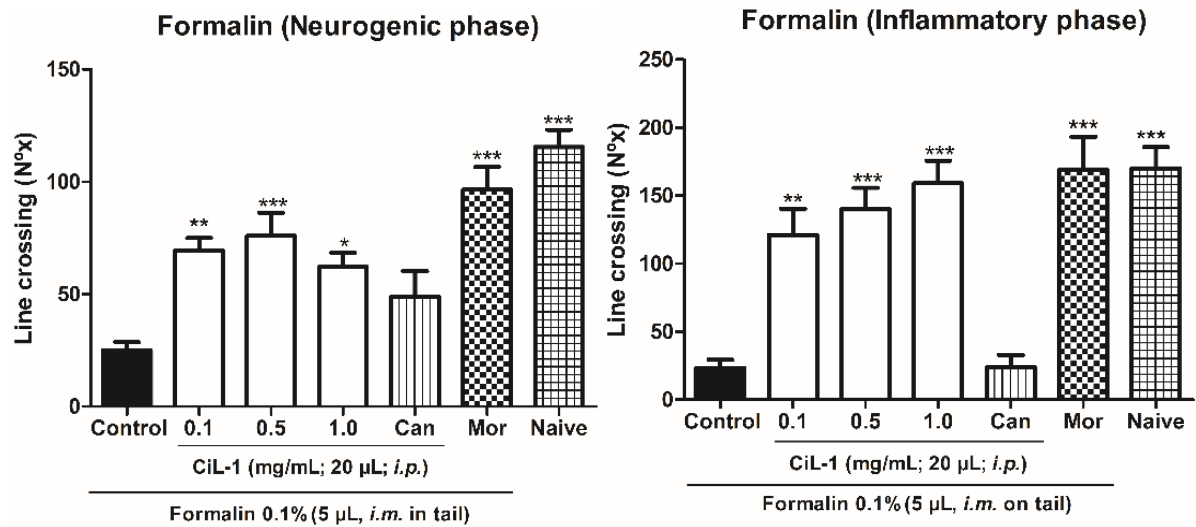 Formalin (Neurogenic phase)
Line crossing (Nºx)
150
100
50
0
** *** * *** ***
Control 0.1 0.5 1.0 Can Mor Naive
CiL-1 (mg/mL; 20 µL; i.p.)
Formalin 0.1% (5 µL, i.m. in tail)
Formalin (Inflammatory phase)
Line crossing (Nºx)
250
200
150
100
50
0
** *** *** *** ***
Control 0.1 0.5 1.0 Can Mor Naive
CiL-1 (mg/mL; 20 µL; i.p.)
Formalin 0.1% (5 µL, i.m. on tail)